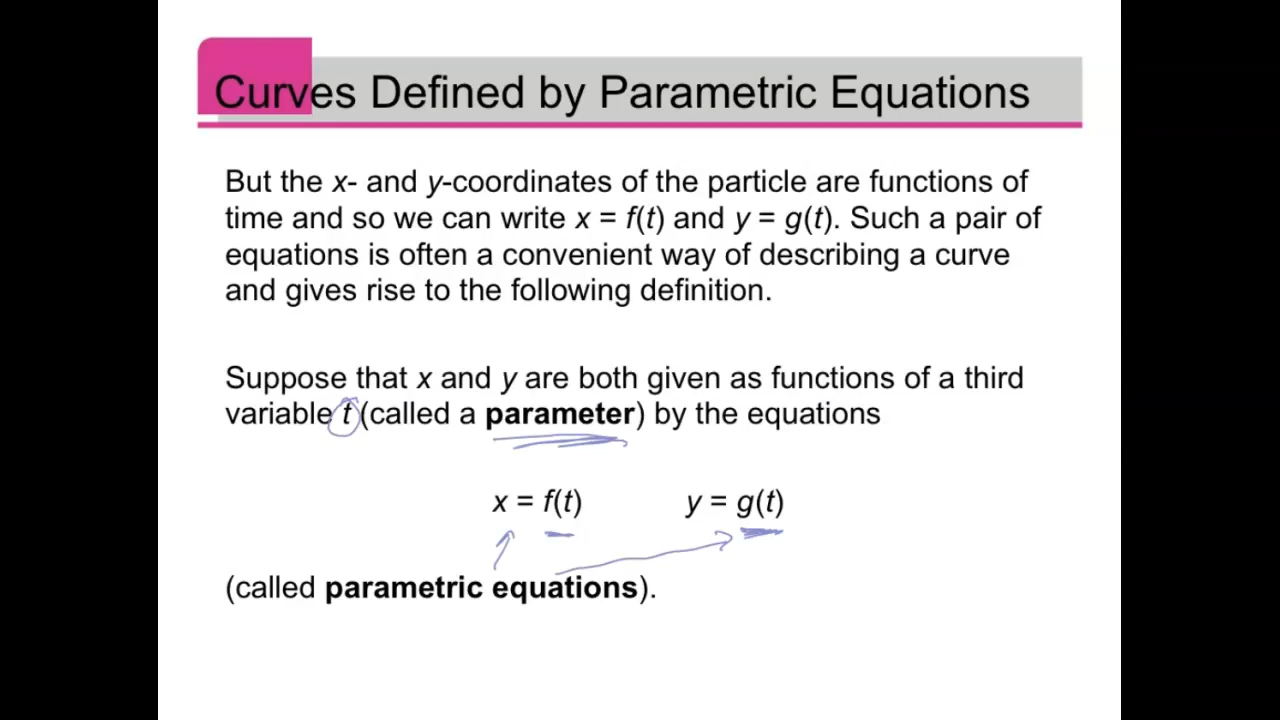 Curves Defined by Parametric Equations
But the x- and y-coordinates of the particle are functions of
time and so we can write x = f(t) and y = g(t). Such a pair of
equations is often a convenient way of describing a curve
and gives rise to the following definition.
Suppose that x and y are both given as functions of a third
variable t (called a parameter) by the equations
x = f(t) y = g(t)
(called parametric equations).